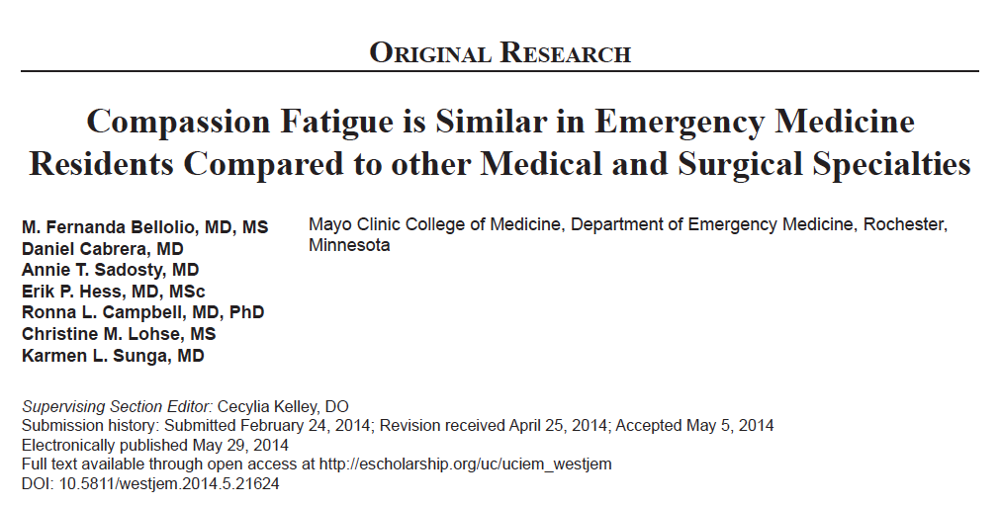 ORIGINAL RESEARCH
Compassion Fatigue is Similar in Emergency Medicine
Residents Compared to other Medical and Surgical Specialties
M. Fernanda Bellolio, MD, MS
Daniel Cabrera, MD
Annie T. Sadosty, MD
Erik P. Hess, MD, MSc
Ronna L. Campbell, MD, PhD
Christine M. Lohse, MS
Karmen L. Sunga, MD
Mayo Clinic College of Medicine, Department of Emergency Medicine, Rochester,
Minnesota
Supervising Section Editor: Cecylia Kelley, DO
Submission history: Submitted February 24, 2014; Revision received April 25, 2014; Accepted May 5, 2014
Electronically published May 29, 2014
Full text available through open access at http://escholarship.org/uc/uciem_westjem
DOI: 10.5811/westjem.2014.5.21624